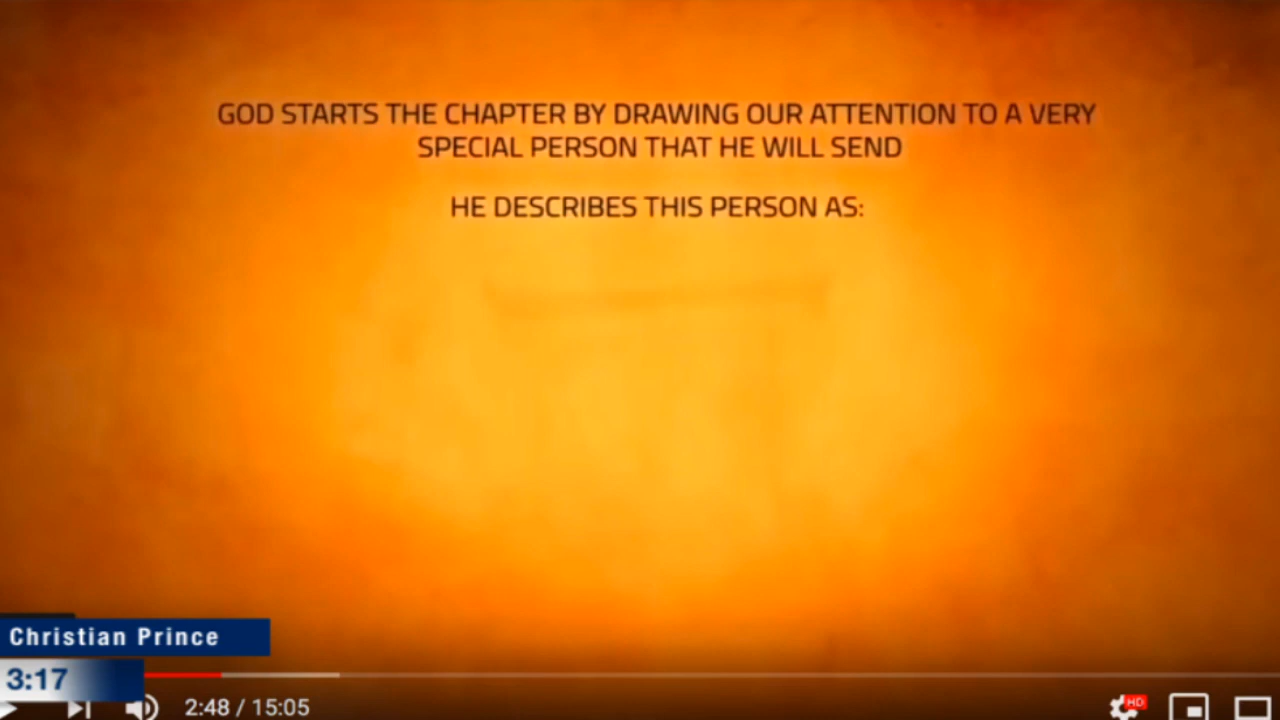 GOD STARTS THE CHAPTER BY DRAWING OUR ATTENTION TO A VERY
SPECIAL PERSON THAT HE WILL SEND
HE DESCRIBES THIS PERSON AS:
Christian Prince
3:17
2:48 / 15:05
HD